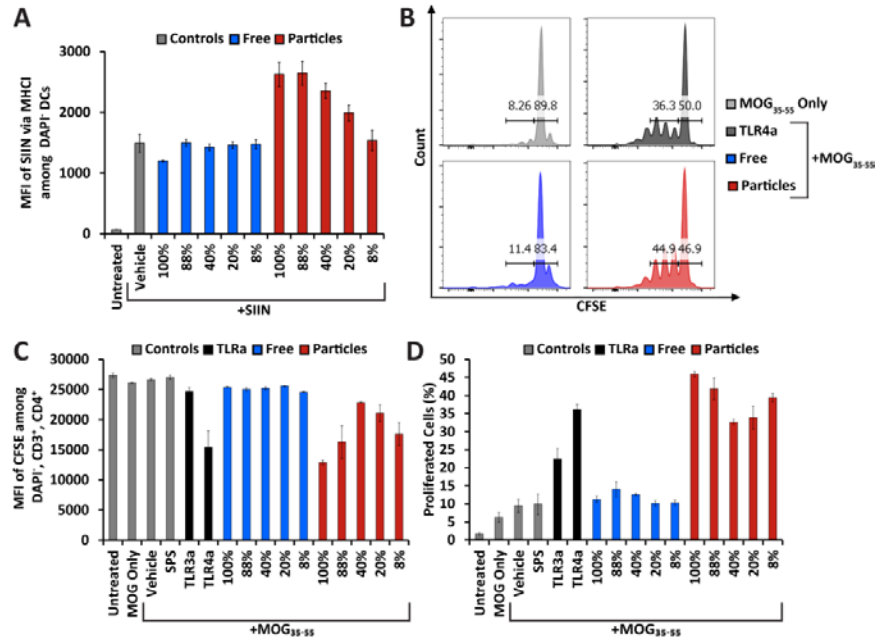 A
Controls Free Particles
MFI of SIIN via MHCI
among DAPI⁻ DCs
3000
2000
1000
0
Untreated
Vehicle
100%
88%
40%
20%
8%
100%
88%
40%
20%
8%
+SIIN
B
8.26 89.8
36.3 50.0
11.4 83.4
44.9 46.9
Count
CFSE
MOG₃₅₋₅₅ Only
TLR4a
Free
Particles
+MOG₃₅₋₅₅
C
Controls TLRa Free Particles
MFI of CFSE among
DAPI⁻, CD3⁺, CD4⁺
30000
25000
20000
15000
10000
5000
0
Untreated
MOG Only
Vehicle
SPS
TLR3a
TLR4a
100%
88%
40%
20%
8%
100%
88%
40%
20%
8%
+MOG₃₅₋₅₅
D
Controls TLRa Free Particles
Proliferated Cells (%)
50
45
40
35
30
25
20
15
10
5
0
Untreated
MOG Only
Vehicle
SPS
TLR3a
TLR4a
100%
88%
40%
20%
8%
100%
88%
40%
20%
8%
+MOG₃₅₋₅₅